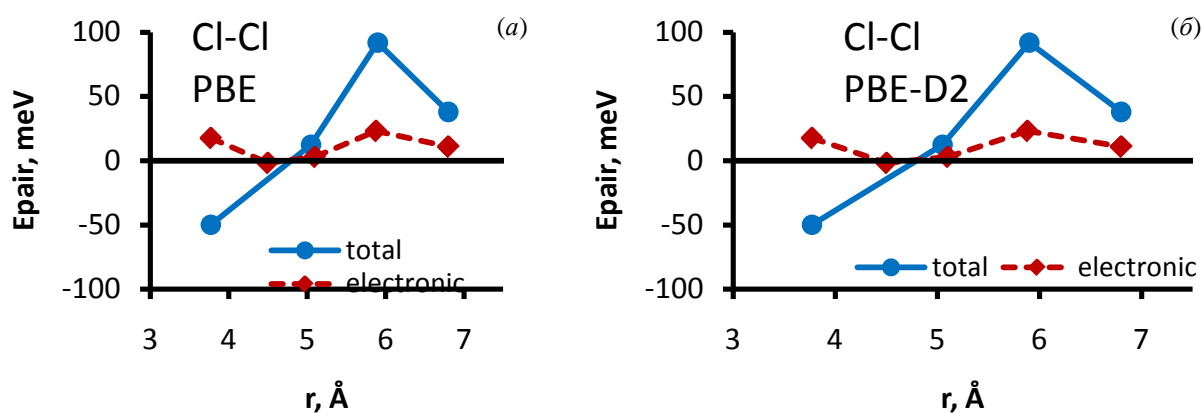 Cl-Cl
PBE
(а)
Epair, meV
100
50
0
-50
-100
total
electronic
3 4 5 6 7
r, Å
Cl-Cl
PBE-D2
(б)
Epair, meV
100
50
0
-50
-100
total electronic
3 4 5 6 7
r, Å